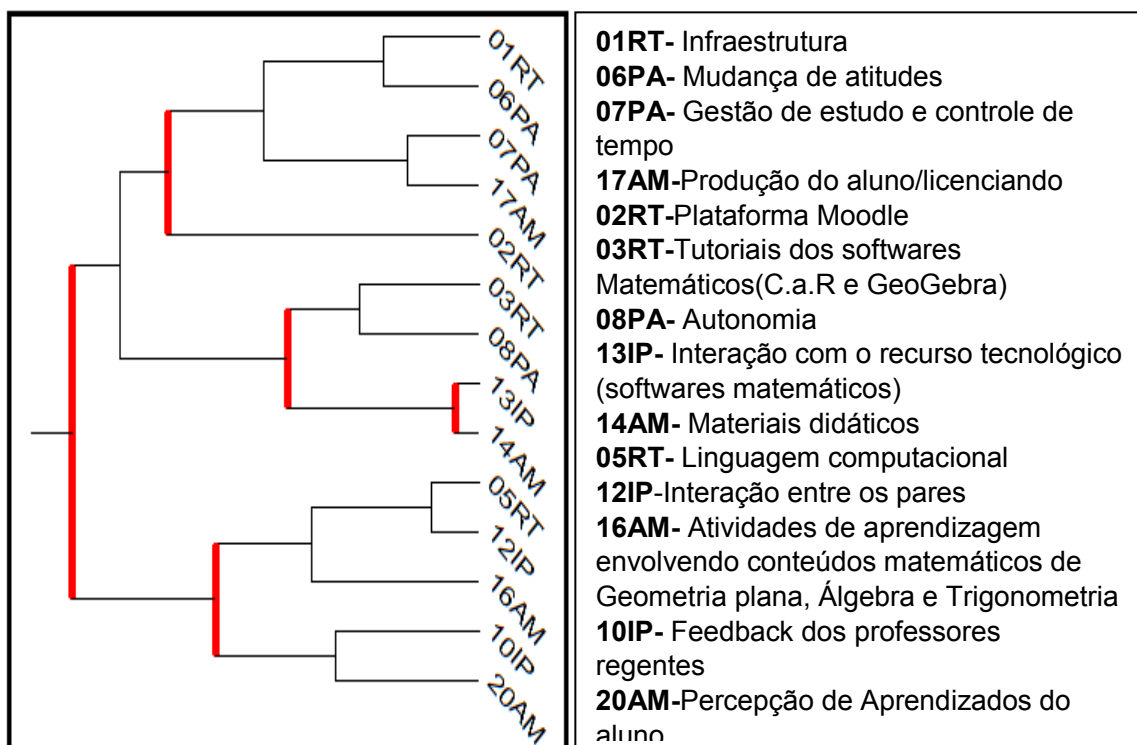 01RT
06PA
07PA
17AM
02RT
03RT
08PA
13IP
14AM
05RT
12IP
16AM
10IP
20AM
01RT- Infraestrutura
06PA- Mudança de atitudes
07PA- Gestão de estudo e controle de
tempo
17AM-Produção do aluno/licenciando
02RT-Plataforma Moodle
03RT-Tutoriais dos softwares
Matemáticos(C.a.R e GeoGebra)
08PA- Autonomia
13IP- Interação com o recurso tecnológico
(softwares matemáticos)
14AM- Materiais didáticos
05RT- Linguagem computacional
12IP-Interação entre os pares
16AM- Atividades de aprendizagem
envolvendo conteúdos matemáticos de
Geometria plana, Álgebra e Trigonometria
10IP- Feedback dos professores
regentes
20AM-Percepção de Aprendizados do
aluno